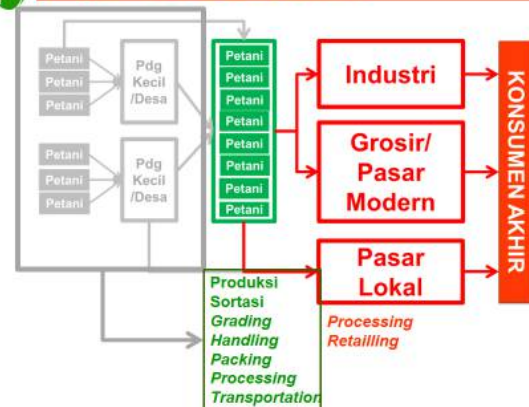 Petani
Petani
Petani
Pdg
Kecil
/Desa
Petani
Petani
Petani
Pdg
Kecil
/Desa
Petani
Petani
Petani
Petani
Petani
Petani
Petani
Petani
Industri
Grosir/
Pasar
Modern
Pasar
Lokal
KONSUMEN AKHIR
Produksi
Sortasi
Grading
Handling
Packing
Processing
Transportation
Processing
Retailling